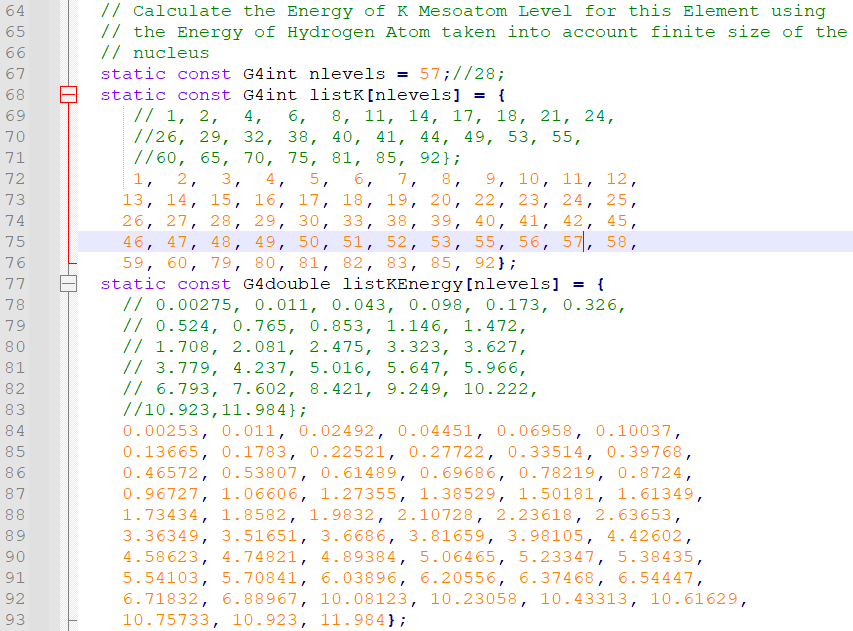 64 // Calculate the Energy of K Mesoatom Level for this Element using
65 // the Energy of Hydrogen Atom taken into account finite size of the
66 // nucleus
67 static const G4int nlevels = 57;//28;
68 static const G4int listK[nlevels] = {
69 // 1, 2, 4, 6, 8, 11, 14, 17, 18, 21, 24,
70 //26, 29, 32, 38, 40, 41, 44, 49, 53, 55,
71 //60, 65, 70, 75, 81, 85, 92};
72 1, 2, 3, 4, 5, 6, 7, 8, 9, 10, 11, 12,
73 13, 14, 15, 16, 17, 18, 19, 20, 22, 23, 24, 25,
74 26, 27, 28, 29, 30, 33, 38, 39, 40, 41, 42, 45,
75 46, 47, 48, 49, 50, 51, 52, 53, 55, 56, 57, 58,
76 59, 60, 79, 80, 81, 82, 83, 85, 92};
77 static const G4double listKEnergy[nlevels] = {
78 // 0.00275, 0.011, 0.043, 0.098, 0.173, 0.326,
79 // 0.524, 0.765, 0.853, 1.146, 1.472,
80 // 1.708, 2.081, 2.475, 3.323, 3.627,
81 // 3.779, 4.237, 5.016, 5.647, 5.966,
82 // 6.793, 7.602, 8.421, 9.249, 10.222,
83 //10.923,11.984};
84 0.00253, 0.011, 0.02492, 0.04451, 0.06958, 0.10037,
85 0.13665, 0.1783, 0.22521, 0.27722, 0.33514, 0.39768,
86 0.46572, 0.53807, 0.61489, 0.69686, 0.78219, 0.8724,
87 0.96727, 1.06606, 1.27355, 1.38529, 1.50181, 1.61349,
88 1.73434, 1.8582, 1.9832, 2.10728, 2.23618, 2.63653,
89 3.36349, 3.51651, 3.6686, 3.81659, 3.98105, 4.42602,
90 4.58623, 4.74821, 4.89384, 5.06465, 5.23347, 5.38435,
91 5.54103, 5.70841, 6.03896, 6.20556, 6.37468, 6.54447,
92 6.71832, 6.88967, 10.08123, 10.23058, 10.43313, 10.61629,
93 10.75733, 10.923, 11.984};